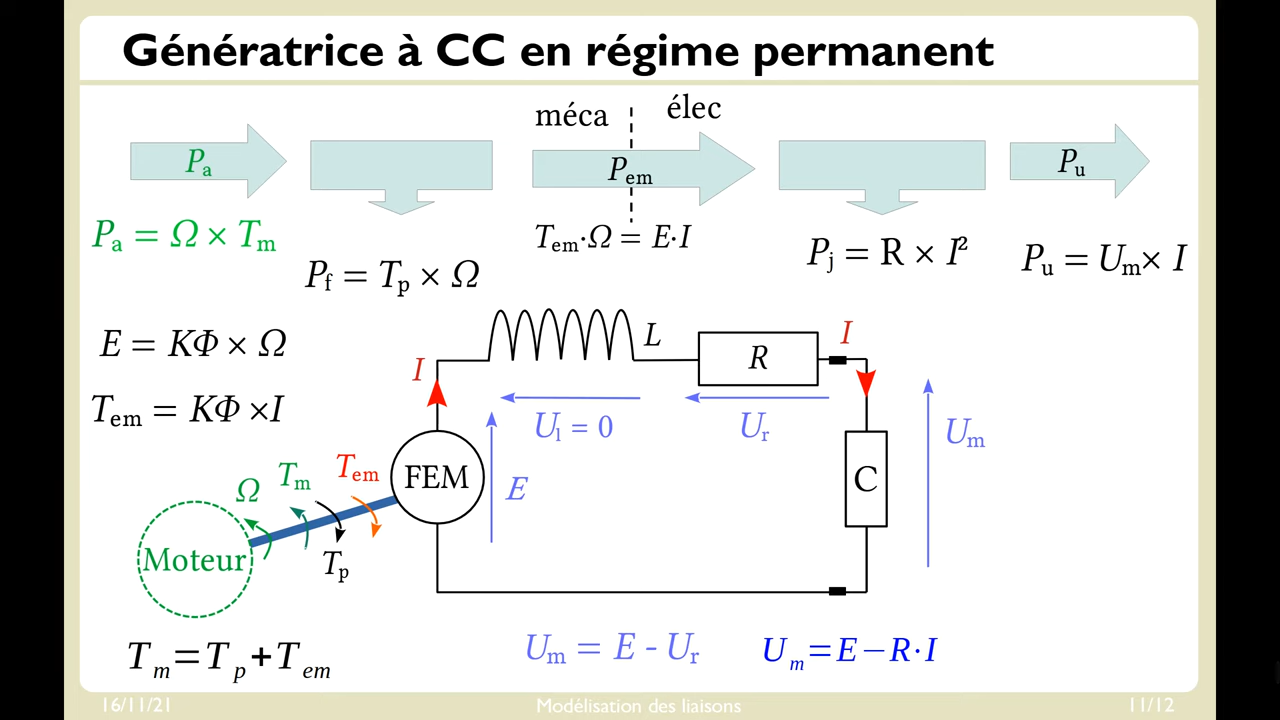 Génératrice à CC en régime permanent
méca élec
Pa Pem Pu
Pa = Ω × Tm
Pf = Tp × Ω
Tem·Ω = E·I
Pj = R × I²
Pu = Um× I
E = KΦ × Ω
Tem = KΦ ×I
I L R I
Ul = 0 Ur Um
Ω Tm Tem FEM E C
Moteur Tp
Tm=Tp+Tem
Um = E - Ur
Um=E−R·I
16/11/21 Modélisation des liaisons 11/12